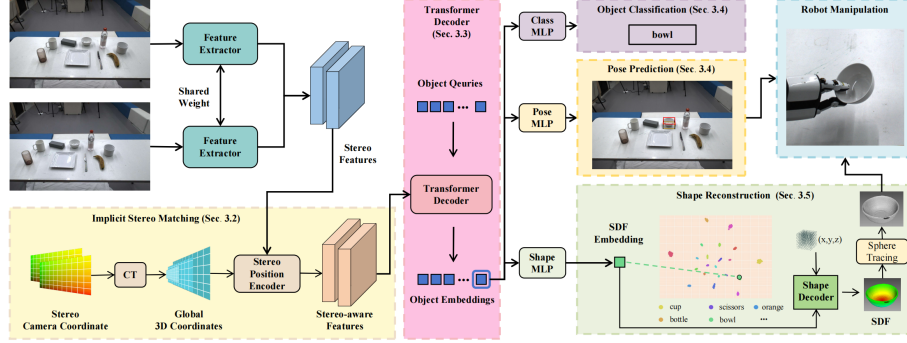 Feature
Extractor
Shared
Weight
Feature
Extractor
Stereo
Features
Implicit Stereo Matching (Sec. 3.2)
CT
Stereo
Position
Encoder
Stereo
Camera Coordinate
Global
3D Coordinates
Stereo-aware
Features
Transformer
Decoder
(Sec. 3.3)
Object Qeuries
Transformer
Decoder
Object Embeddings
Class
MLP
Pose
MLP
Shape
MLP
Object Classification (Sec. 3.4)
bowl
Pose Prediction (Sec. 3.4)
Robot Manipulation
Shape Reconstruction (Sec. 3.5)
SDF
Embedding
cup
scissors
orange
bottle
bowl
...
(x,y,z)
Shape
Decoder
Sphere
Tracing
SDF